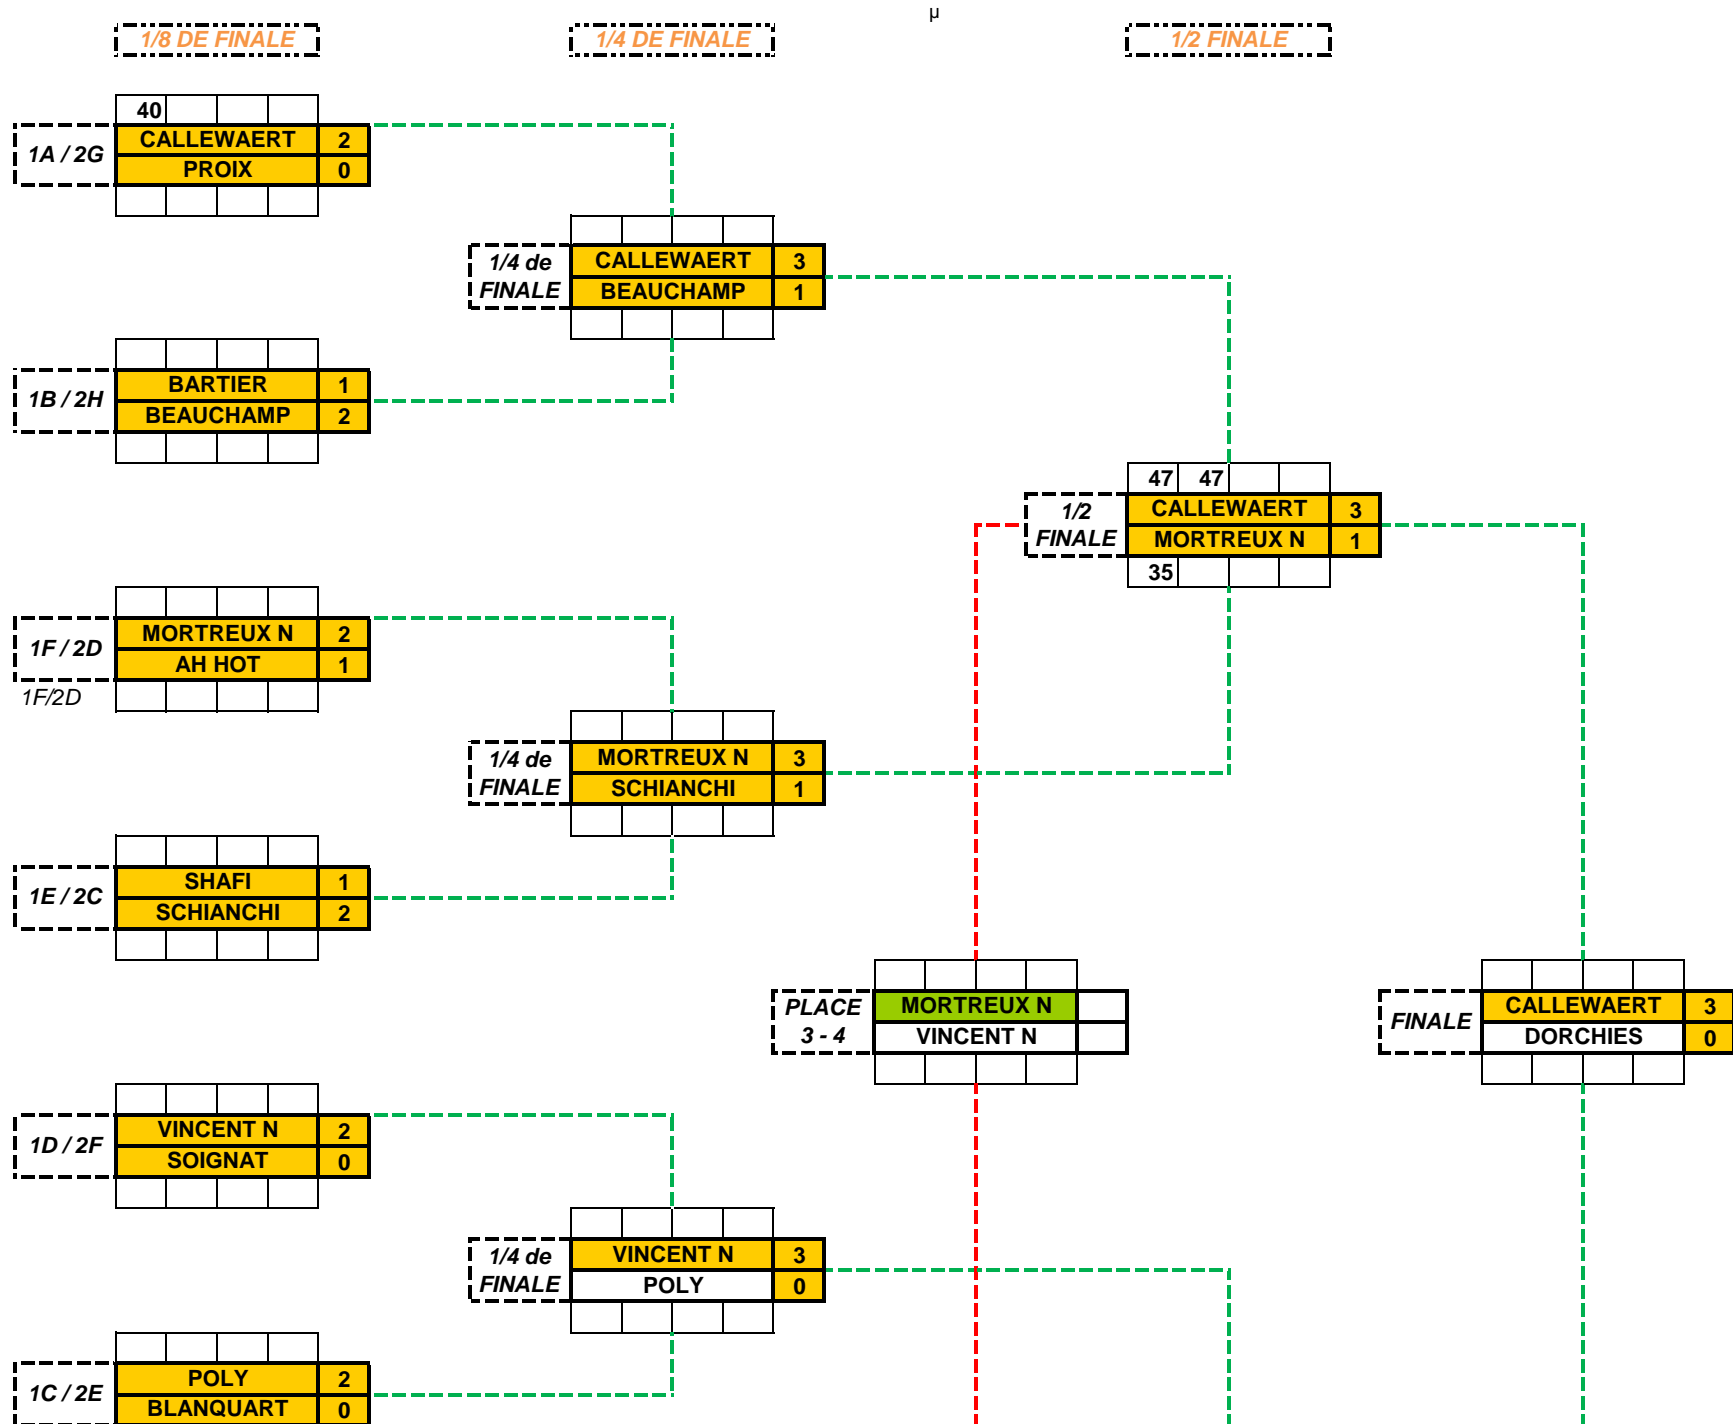 µ
1/8 DE FINALE 1/4 DE FINALE 1/2 FINALE
40
1A / 2G CALLEWAERT 2
PROIX 0
1/4 de FINALE CALLEWAERT 3
BEAUCHAMP 1
1B / 2H BARTIER 1
BEAUCHAMP 2
47 47
1/2 FINALE CALLEWAERT 3
MORTREUX N 1
35
1F / 2D MORTREUX N 2
AH HOT 1
1F/2D
1/4 de FINALE MORTREUX N 3
SCHIANCHI 1
1E / 2C SHAFI 1
SCHIANCHI 2
PLACE 3 - 4 MORTREUX N
VINCENT N
FINALE CALLEWAERT 3
DORCHIES 0
1D / 2F VINCENT N 2
SOIGNAT 0
1/4 de FINALE VINCENT N 3
POLY 0
1C / 2E POLY 2
BLANQUART 0